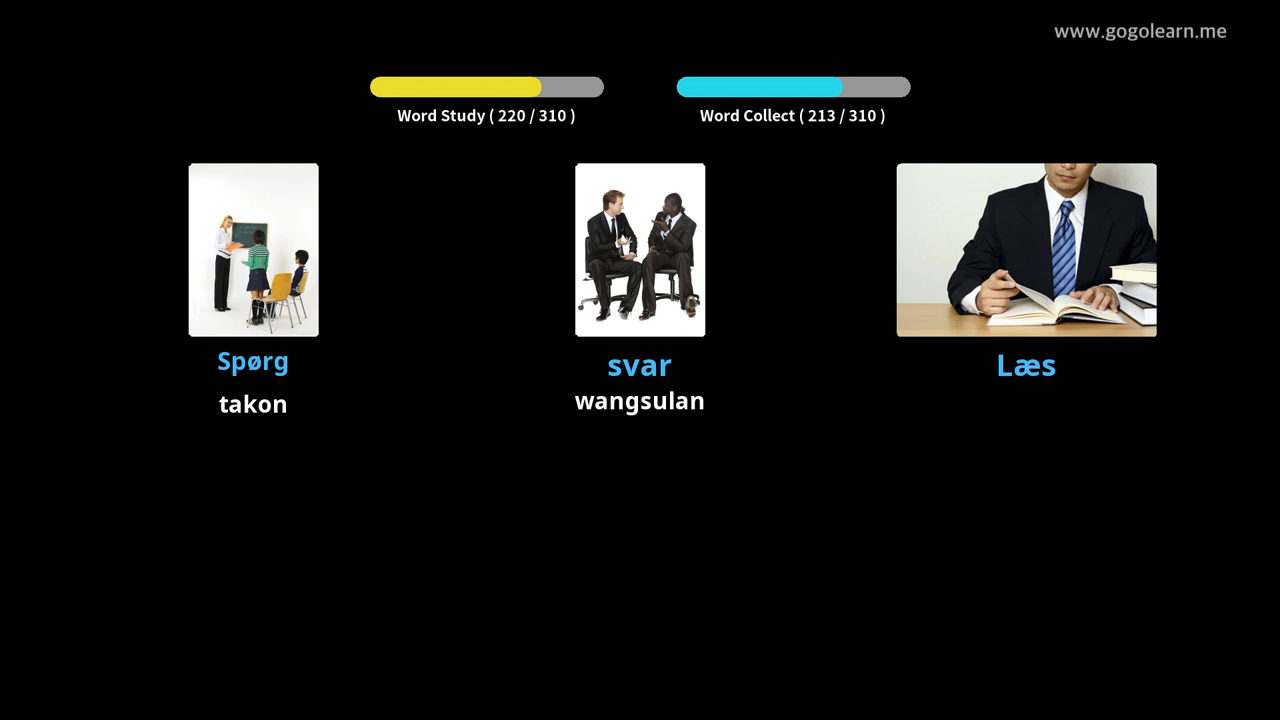 www.gogolearn.me
Word Study ( 220 / 310 )
Word Collect ( 213 / 310 )
Spørg
takon
svar
wangsulan
Læs